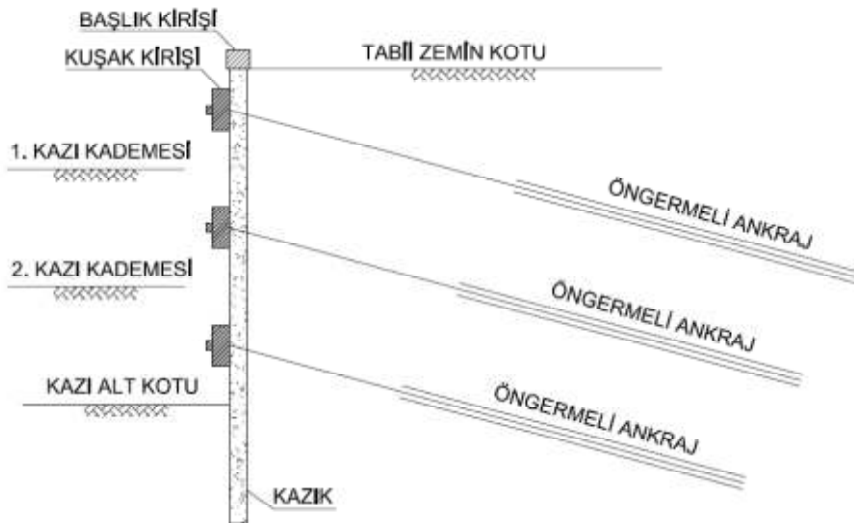 BAŞLIK KİRİŞİ
TABİİ ZEMİN KOTU
KUŞAK KİRİŞİ
1. KAZI KADEMESİ
ÖNGERMELİ ANKRAJ
2. KAZI KADEMESİ
ÖNGERMELİ ANKRAJ
KAZI ALT KOTU
ÖNGERMELİ ANKRAJ
KAZIK